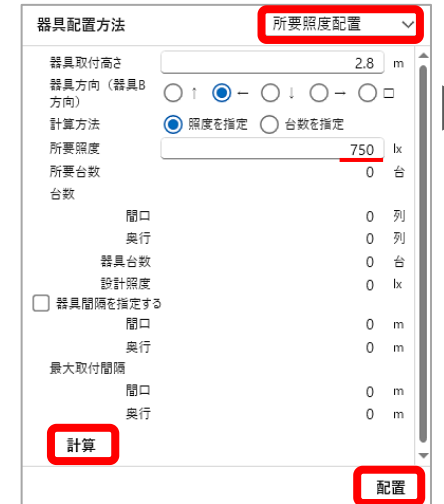 器具配置方法 所要照度配置
器具取付高さ 2.8 m
器具方向（器具B
方向） ↑ ← ↓ → □
計算方法 照度を指定 台数を指定
所要照度 750 lx
所要台数 0 台
台数
間口 0 列
奥行 0 列
器具台数 0 台
設計照度 0 lx
器具間隔を指定する
間口 0 m
奥行 0 m
最大取付間隔
間口 0 m
奥行 0 m
計算
配置